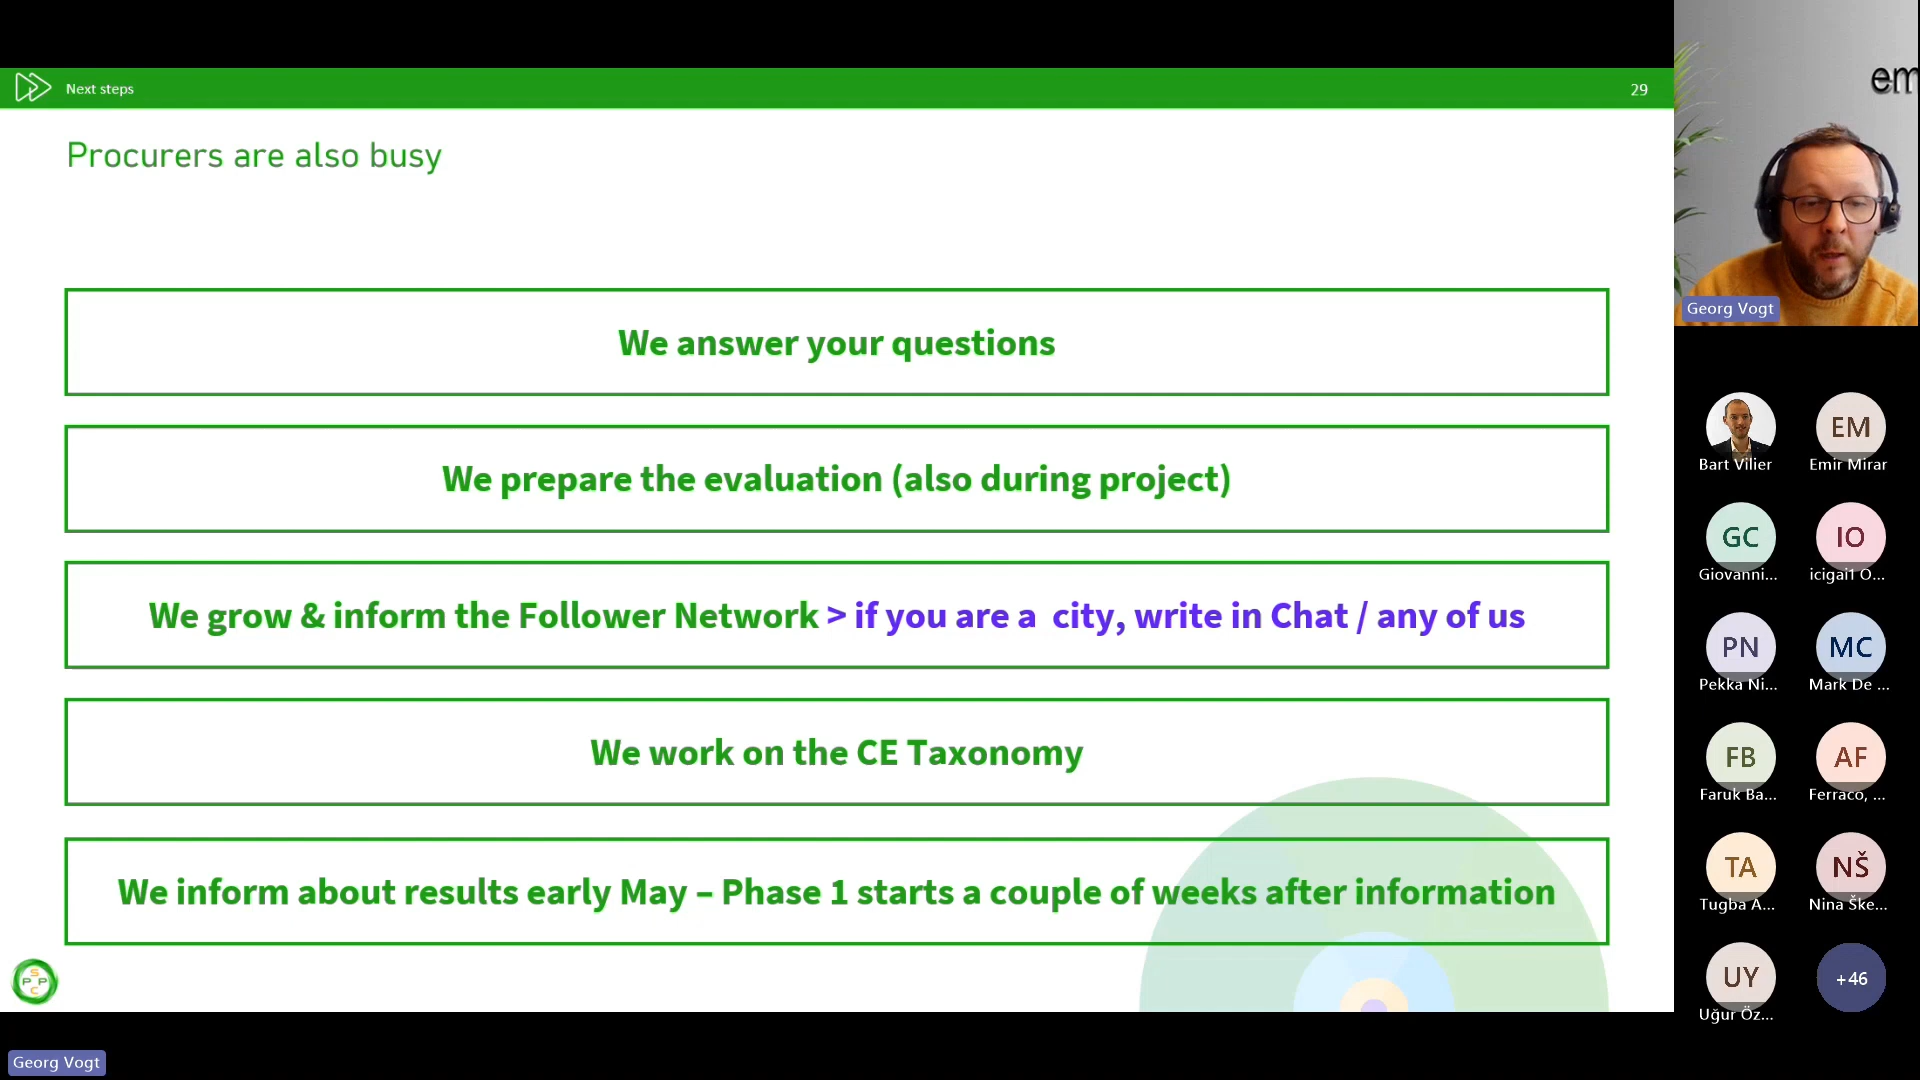 Next steps
29
Procurers are also busy
We answer your questions
We prepare the evaluation (also during project)
We grow & inform the Follower Network > if you are a city, write in Chat / any of us
We work on the CE Taxonomy
We inform about results early May – Phase 1 starts a couple of weeks after information
S
P P
C
Georg Vogt
em
Georg Vogt
Bart Vilier
EM
Emir Mirar
GC
Giovanni...
IO
icigai1 O...
PN
Pekka Ni...
MC
Mark De ...
FB
Faruk Ba...
AF
Ferraco, ...
TA
Tugba A...
NŠ
Nina Ške...
UY
Uğur Öz...
+46